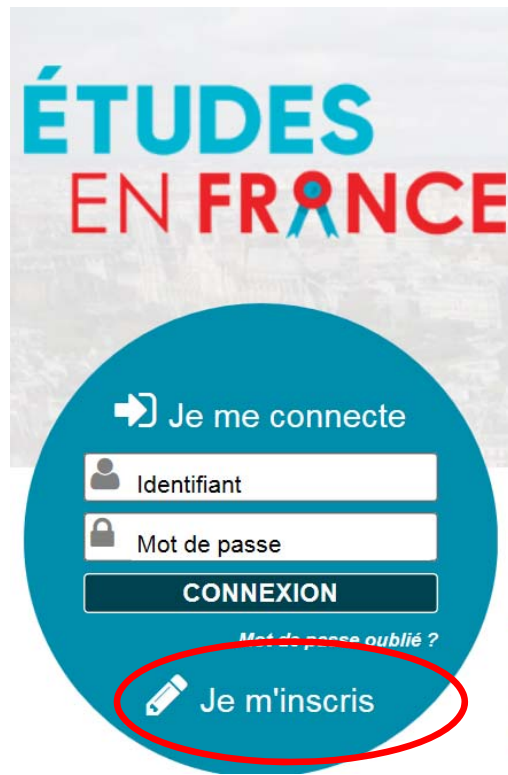 ÉTUDES
EN FRANCE
Je me connecte
Identifiant
Mot de passe
CONNEXION
Mot de passe oublié ?
Je m'inscris